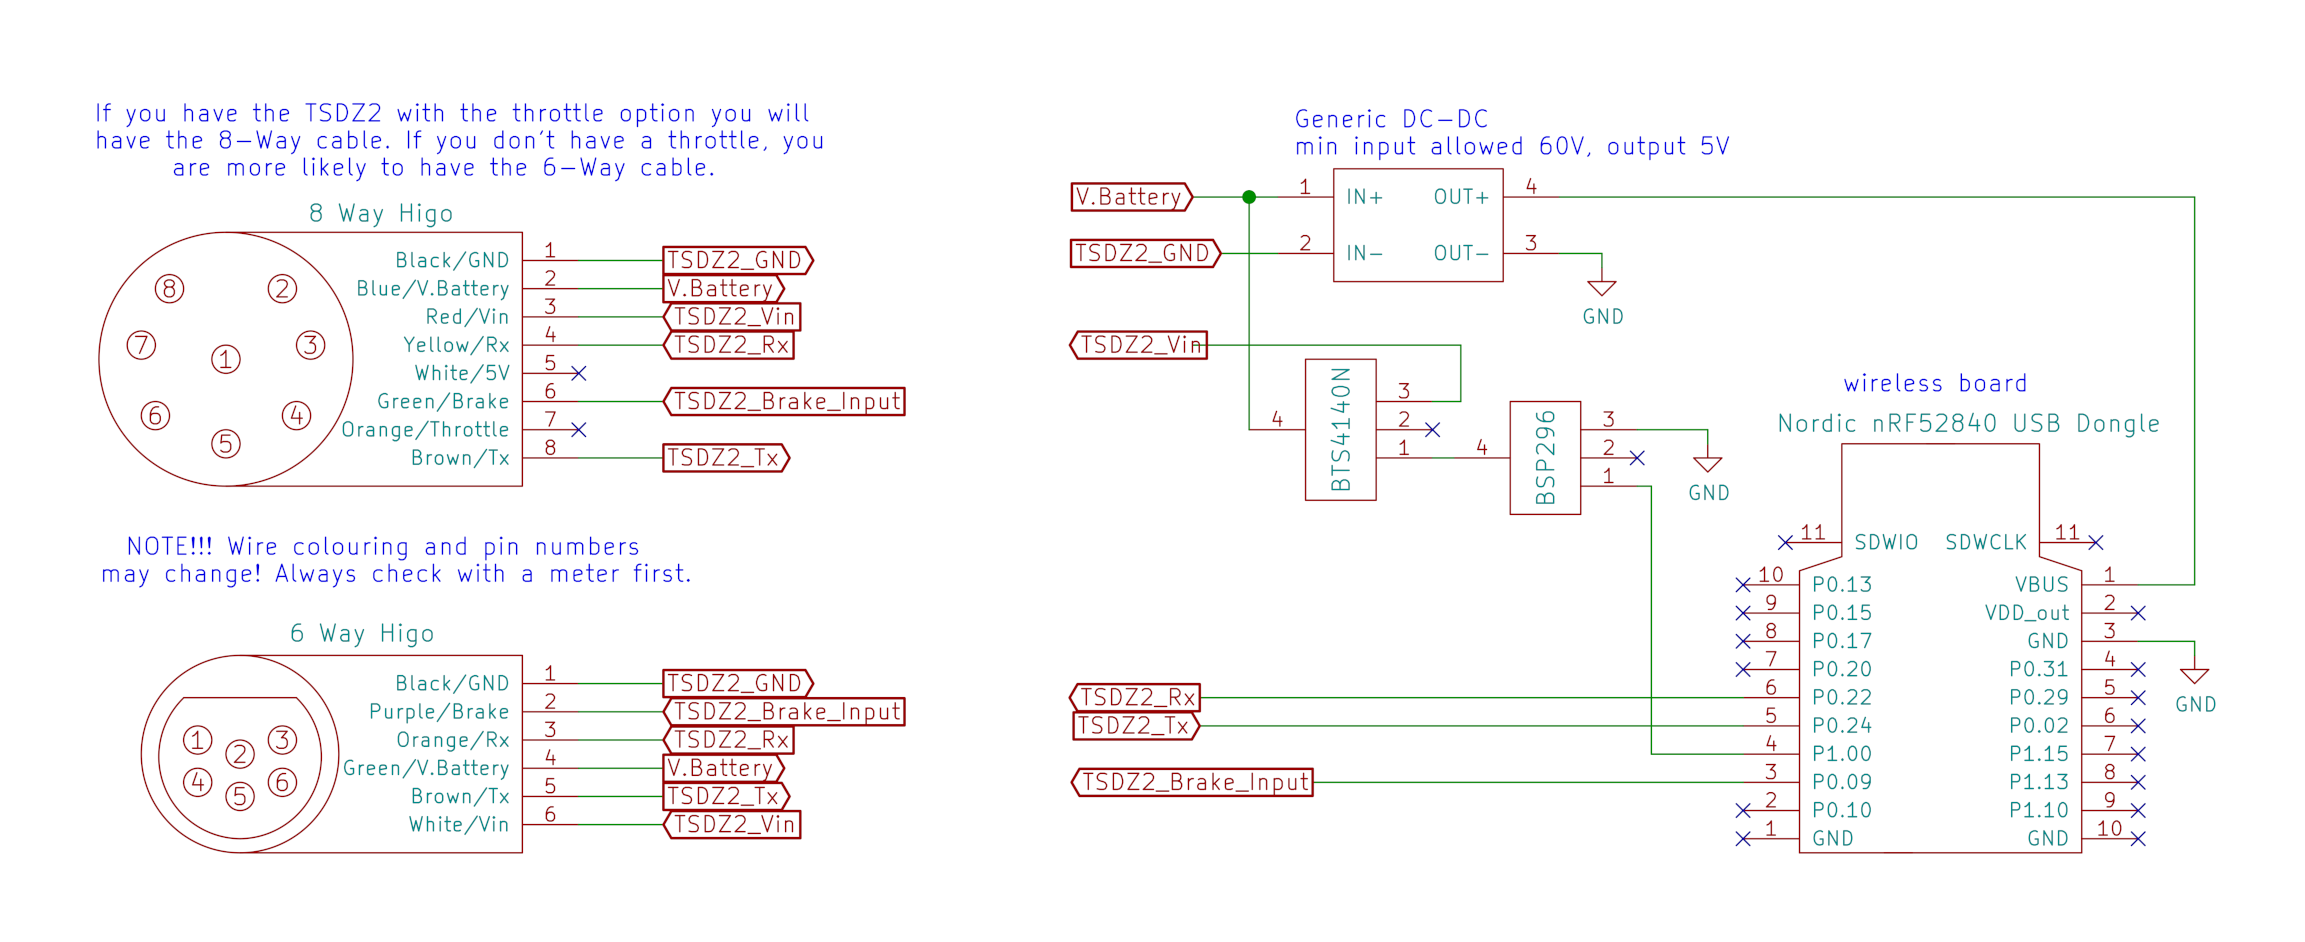 If you have the TSDZ2 with the throttle option you will
have the 8-Way cable. If you don't have a throttle, you
are more likely to have the 6-Way cable.
8 Way Higo
Black/GND 1 TSDZ2_GND
Blue/V.Battery 2 V.Battery
Red/Vin 3 TSDZ2_Vin
Yellow/Rx 4 TSDZ2_Rx
White/5V 5
Green/Brake 6 TSDZ2_Brake_Input
Orange/Throttle 7
Brown/Tx 8 TSDZ2_Tx
8 2
7 1 3
6 4
5
NOTE!!! Wire colouring and pin numbers
may change! Always check with a meter first.
6 Way Higo
Black/GND 1 TSDZ2_GND
Purple/Brake 2 TSDZ2_Brake_Input
Orange/Rx 3 TSDZ2_Rx
Green/V.Battery 4 V.Battery
Brown/Tx 5 TSDZ2_Tx
White/Vin 6 TSDZ2_Vin
1 2 3
4 5 6
Generic DC-DC
min input allowed 60V, output 5V
V.Battery 1 IN+ OUT+ 4
TSDZ2_GND 2 IN- OUT- 3
GND
TSDZ2_Vin
BTS4140N
4 3
2
1
BSP296
4 3
2
1
GND
wireless board
Nordic nRF52840 USB Dongle
11 SDWIO SDWCLK 11
10 P0.13 VBUS 1
9 P0.15 VDD_out 2
8 P0.17 GND 3
7 P0.20 P0.31 4
TSDZ2_Rx 6 P0.22 P0.29 5
GND
TSDZ2_Tx 5 P0.24 P0.02 6
4 P1.00 P1.15 7
TSDZ2_Brake_Input 3 P0.09 P1.13 8
2 P0.10 P1.10 9
1 GND GND 10